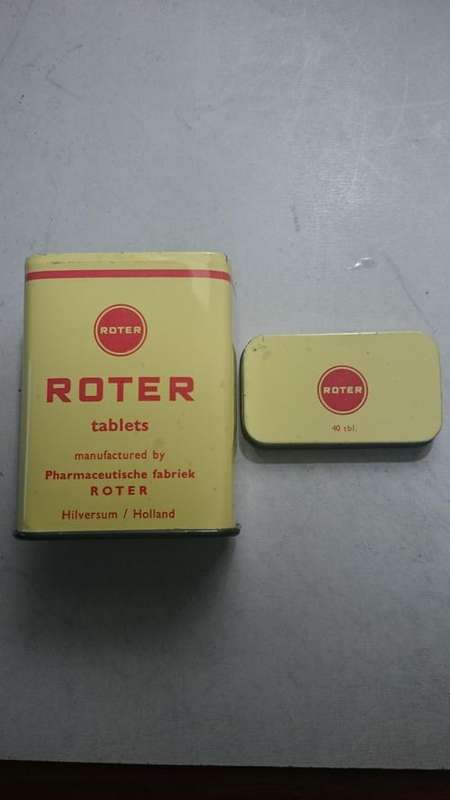 ROTER
ROTER
tablets
manufactured by
Pharmaceutische fabriek
ROTER
Hilversum / Holland
ROTER
40 tbl.